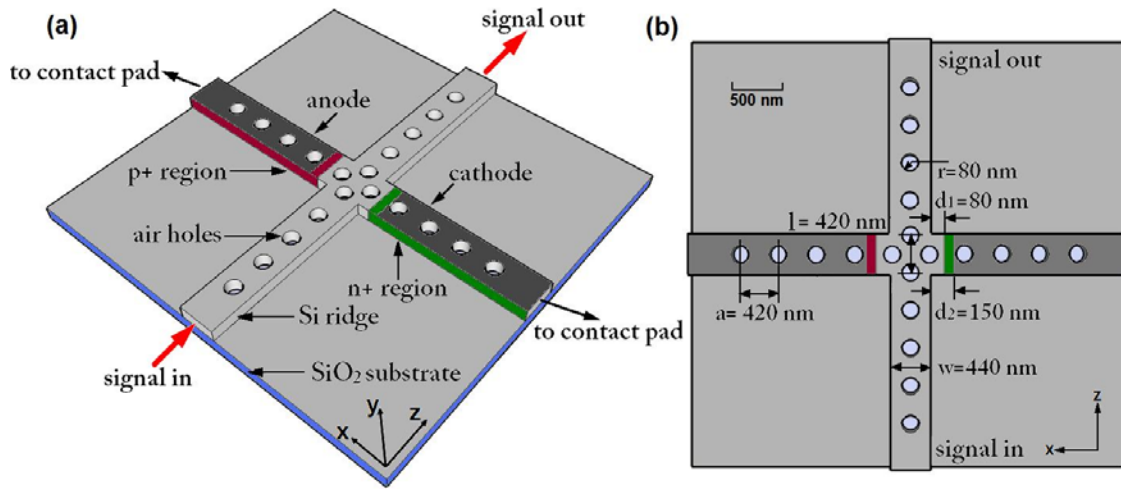 (a)
signal out
to contact pad
anode
p+ region
cathode
air holes
n+ region
Si ridge
to contact pad
signal in
SiO₂ substrate
x
y
z
(b)
signal out
500 nm
r=80 nm
d1=80 nm
l= 420 nm
a= 420 nm
d2=150nm
w=440 nm
signal in
x
z